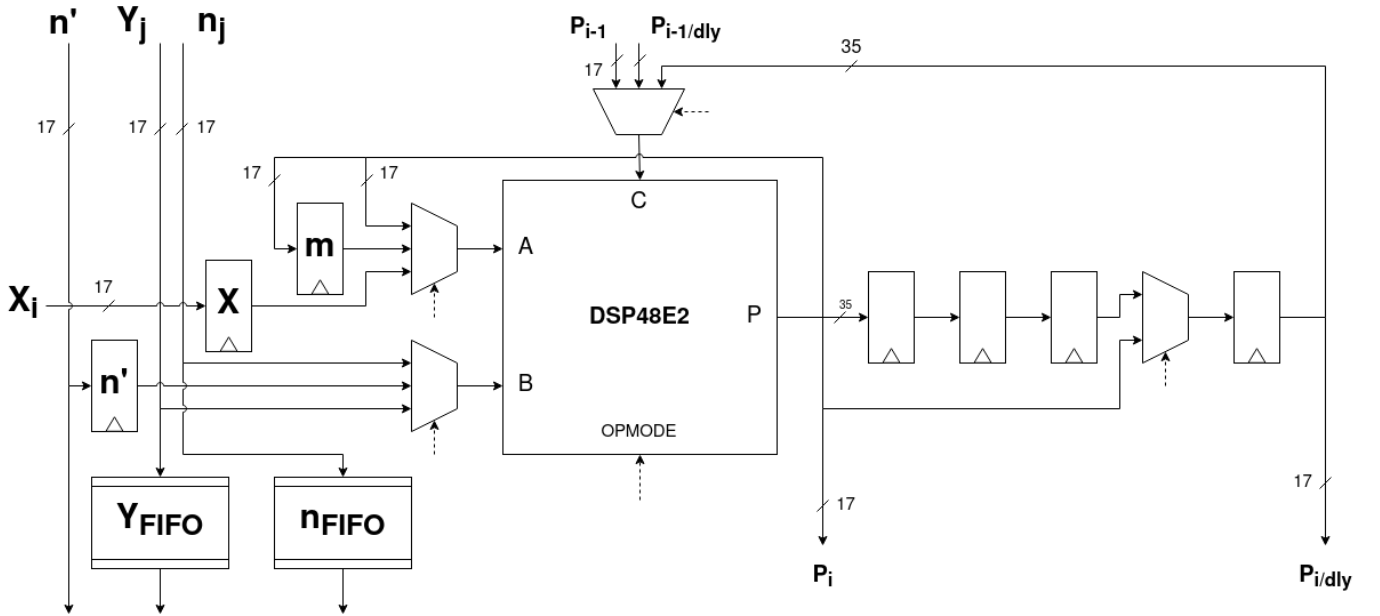 n' Yj nj Pi-1 Pi-1/dly
35
17
17 17 17
17 17
C
m
A
Xi 17 X
DSP48E2 P 35
n'
B
OPMODE
17
17
YFIFO nFIFO
Pi Pi/dly